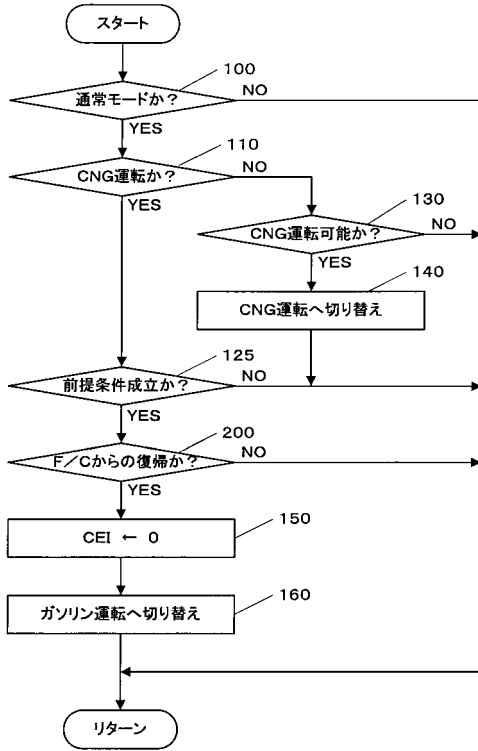 スタート
100
通常モードか？
NO
YES
110
CNG運転か？
NO
YES
130
CNG運転可能か？
NO
YES
140
CNG運転へ切り替え
125
前提条件成立か？
NO
YES
200
F／Cからの復帰か？
NO
YES
150
CEI ← 0
160
ガソリン運転へ切り替え
リターン